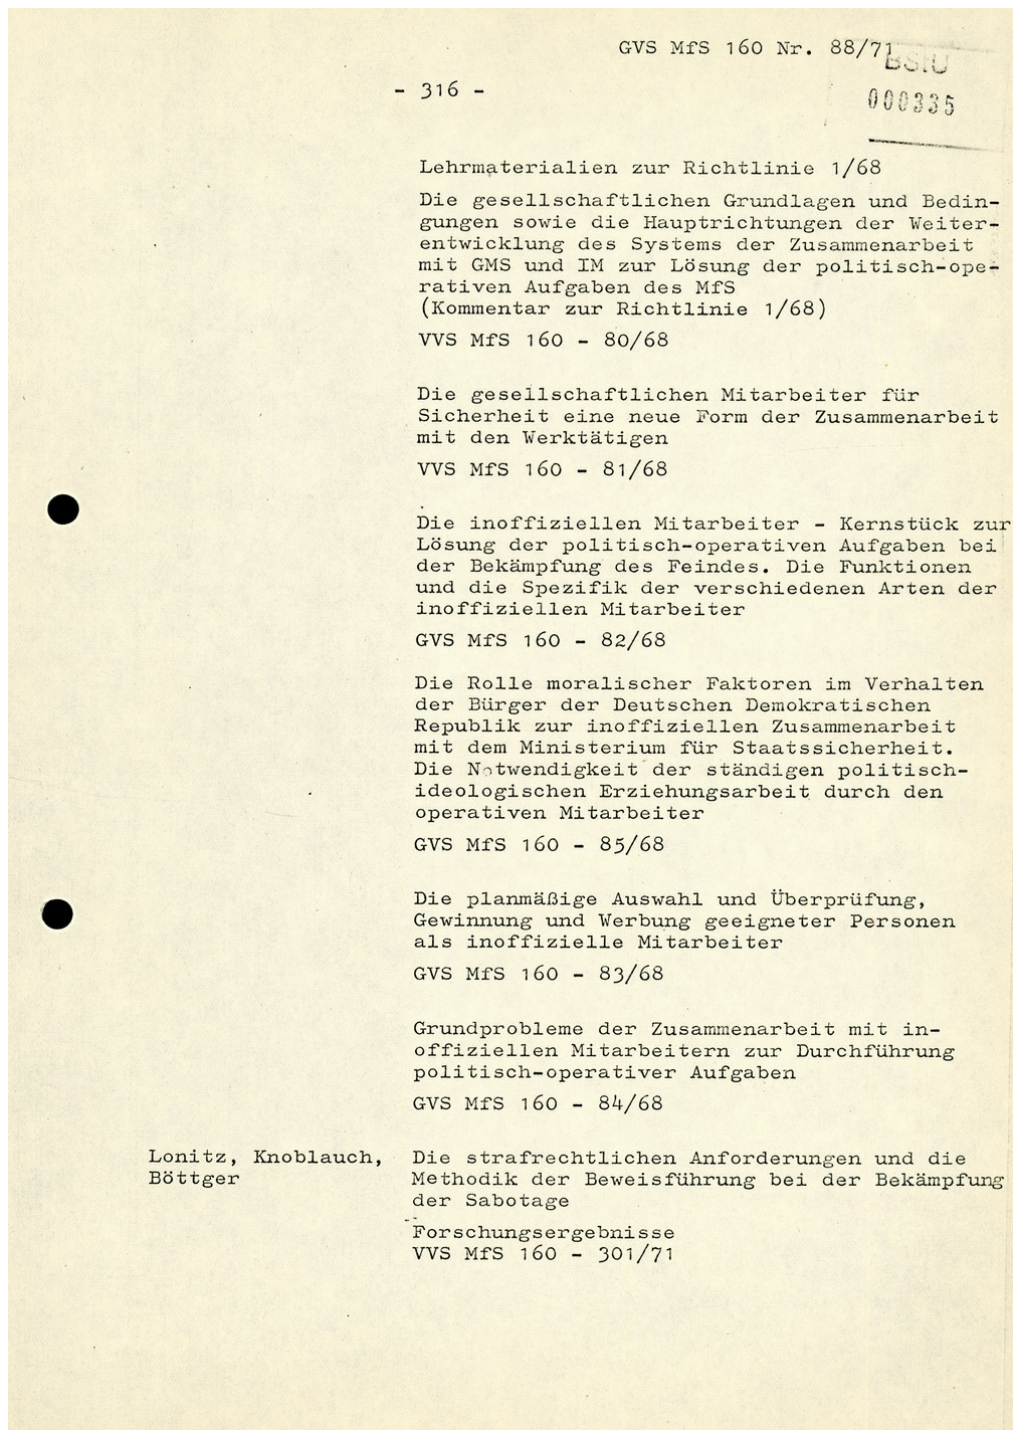 GVS MfS 160 Nr. 88/71
BStU
- 316 -
000335
Lehrmaterialien zur Richtlinie 1/68
Die gesellschaftlichen Grundlagen und Bedin-
gungen sowie die Hauptrichtungen der Weiter-
entwicklung des Systems der Zusammenarbeit
mit GMS und IM zur Lösung der politisch-ope-
rativen Aufgaben des MfS
(Kommentar zur Richtlinie 1/68)
VVS MfS 160 - 80/68
Die gesellschaftlichen Mitarbeiter für
Sicherheit eine neue Form der Zusammenarbeit
mit den Werktätigen
VVS MfS 160 - 81/68
Die inoffiziellen Mitarbeiter - Kernstück zur
Lösung der politisch-operativen Aufgaben bei
der Bekämpfung des Feindes. Die Funktionen
und die Spezifik der verschiedenen Arten der
inoffiziellen Mitarbeiter
GVS MfS 160 - 82/68
Die Rolle moralischer Faktoren im Verhalten
der Bürger der Deutschen Demokratischen
Republik zur inoffiziellen Zusammenarbeit
mit dem Ministerium für Staatssicherheit.
Die Notwendigkeit der ständigen politisch-
ideologischen Erziehungsarbeit durch den
operativen Mitarbeiter
GVS MfS 160 - 85/68
Die planmäßige Auswahl und Überprüfung,
Gewinnung und Werbung geeigneter Personen
als inoffizielle Mitarbeiter
GVS MfS 160 - 83/68
Grundprobleme der Zusammenarbeit mit in-
offiziellen Mitarbeitern zur Durchführung
politisch-operativer Aufgaben
GVS MfS 160 - 84/68
Lonitz, Knoblauch,
Böttger
Die strafrechtlichen Anforderungen und die
Methodik der Beweisführung bei der Bekämpfung
der Sabotage
Forschungsergebnisse
VVS MfS 160 - 301/71